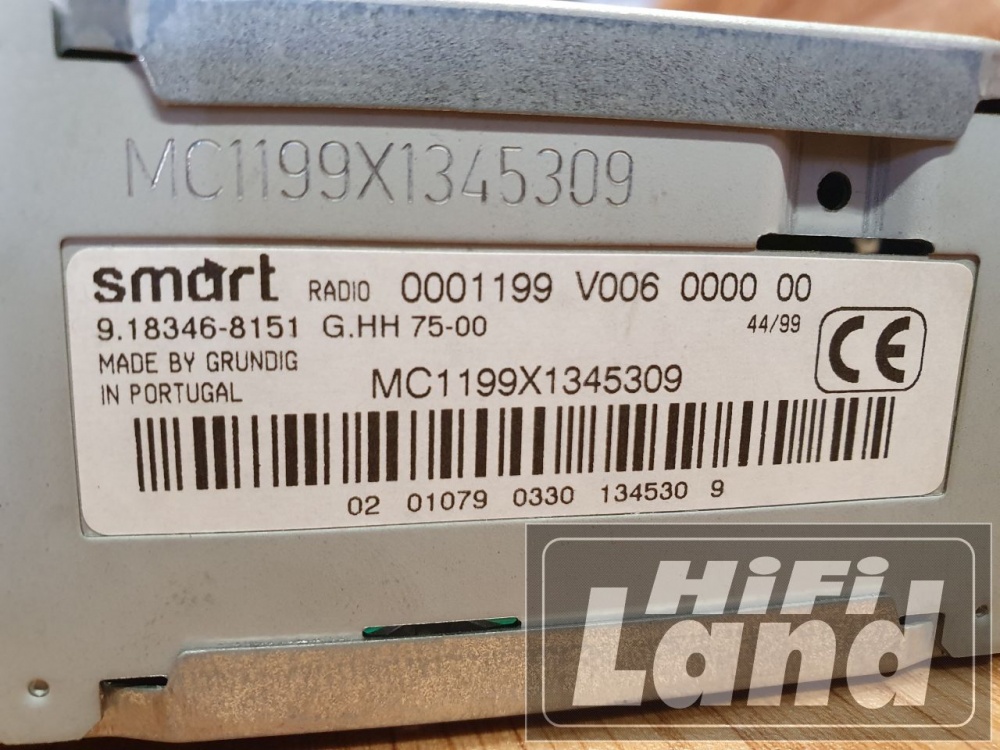 MC1199X1345309
smart RADIO 0001199 V006 0000 00
9.18346-8151 G.HH 75-00 44/99
MADE BY GRUNDIG
IN PORTUGAL
CE
MC1199X1345309
02 01079 0330 134530 9
HiFi
Land